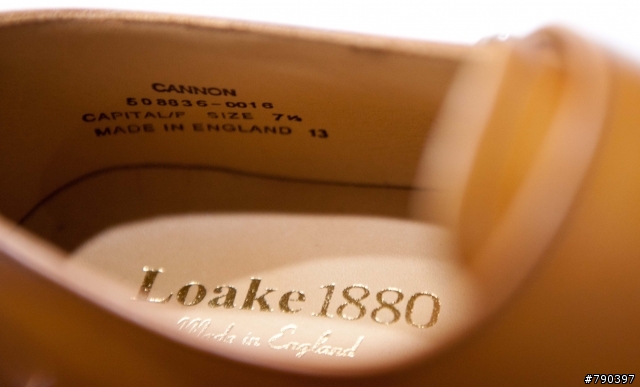 CANNON
508836-0016
CAPITAL/F SIZE 7½
MADE IN ENGLAND 13
Loake 1880
Made in England
#790397